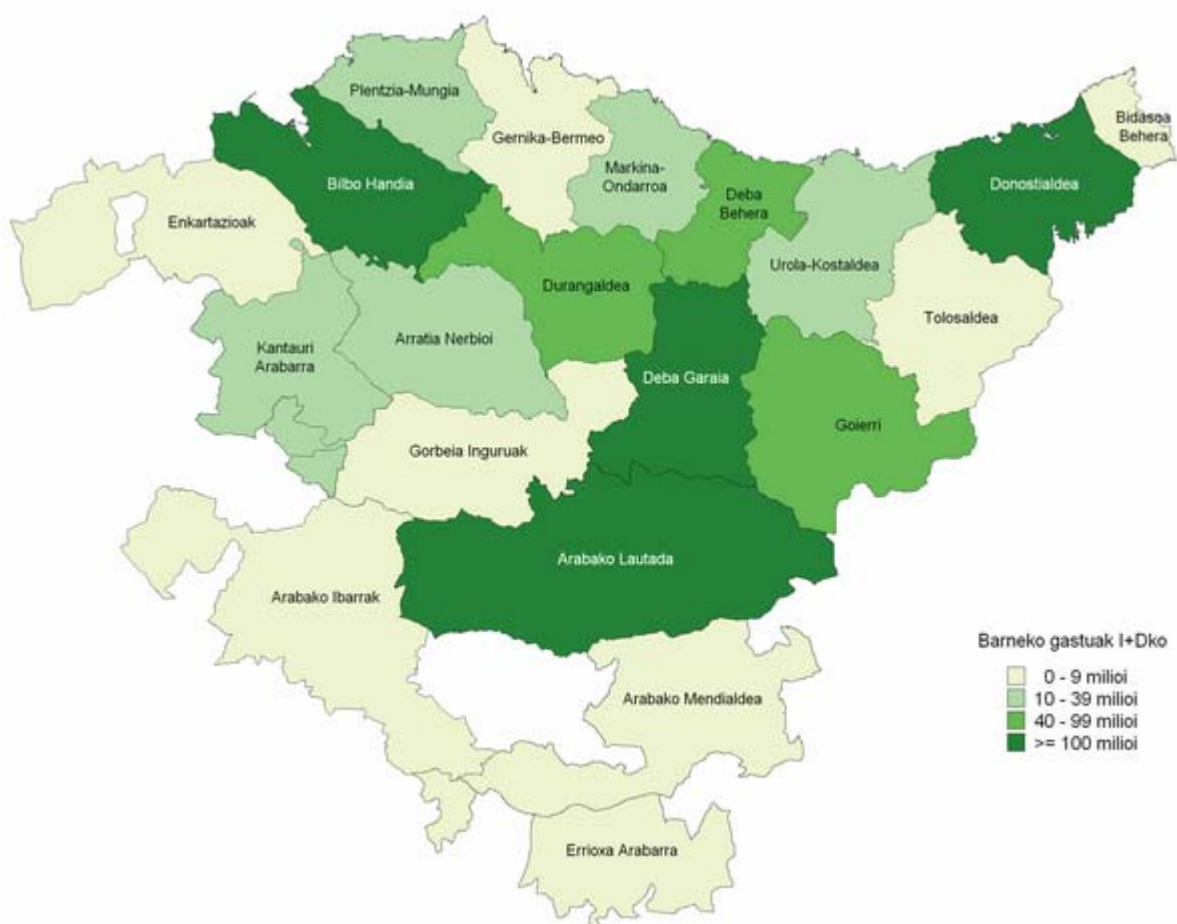 Plentzia-Mungia
Gernika-Bermeo
Bidasoa
Behera
Bilbo Handia
Markina-
Ondarroa
Deba
Behera
Donostialdea
Enkartazioak
Urola-Kostaldea
Durangaldea
Tolosaldea
Kantauri
Arabarra
Arratia Nerbioi
Deba Garaia
Goierri
Gorbeia Inguruak
Arabako Lautada
Arabako Ibarrak
Arabako Mendialdea
Errioxa Arabarra
Barneko gastuak I+Dko
0 - 9 milioi
10 - 39 milioi
40 - 99 milioi
>= 100 milioi